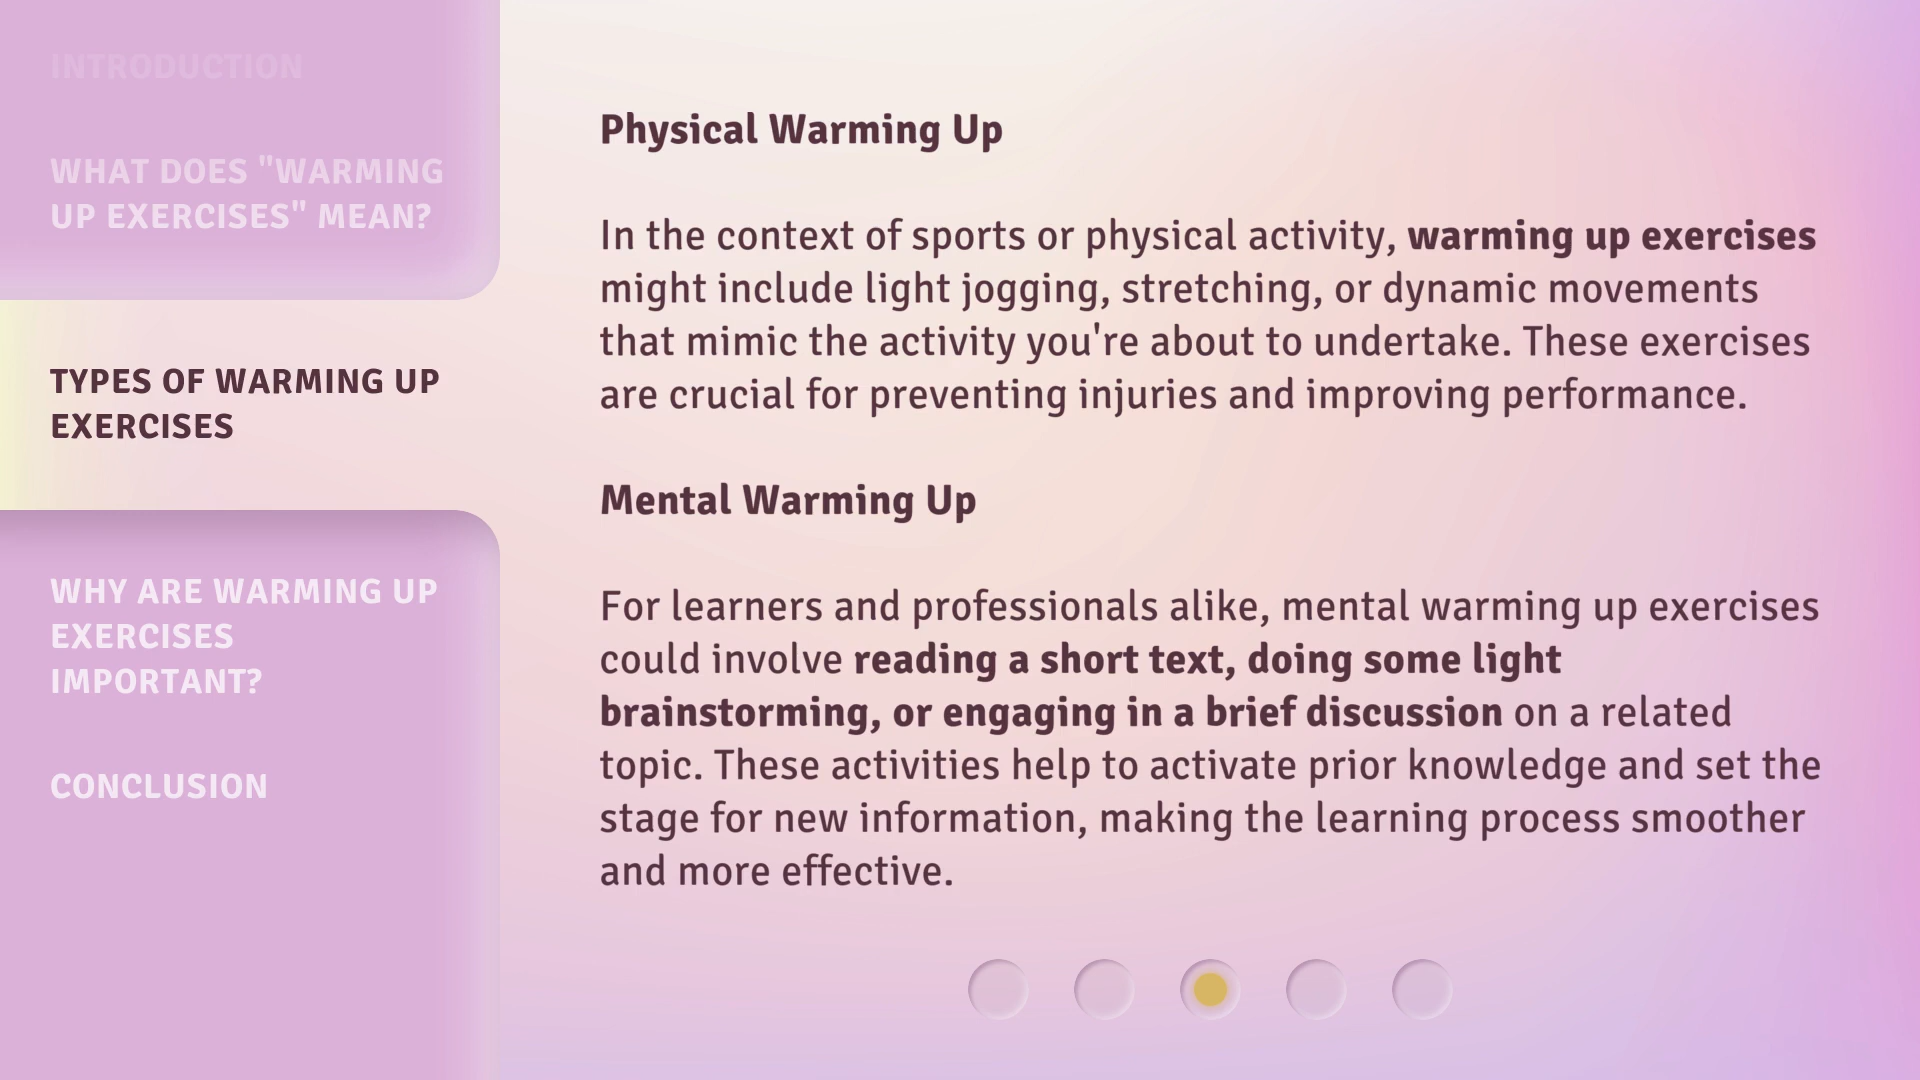 INTRODUCTION
WHAT DOES "WARMING
UP EXERCISES" MEAN?
TYPES OF WARMING UP
EXERCISES
WHY ARE WARMING UP
EXERCISES
IMPORTANT?
CONCLUSION
Physical Warming Up
In the context of sports or physical activity, warming up exercises
might include light jogging, stretching, or dynamic movements
that mimic the activity you're about to undertake. These exercises
are crucial for preventing injuries and improving performance.
Mental Warming Up
For learners and professionals alike, mental warming up exercises
could involve reading a short text, doing some light
brainstorming, or engaging in a brief discussion on a related
topic. These activities help to activate prior knowledge and set the
stage for new information, making the learning process smoother
and more effective.